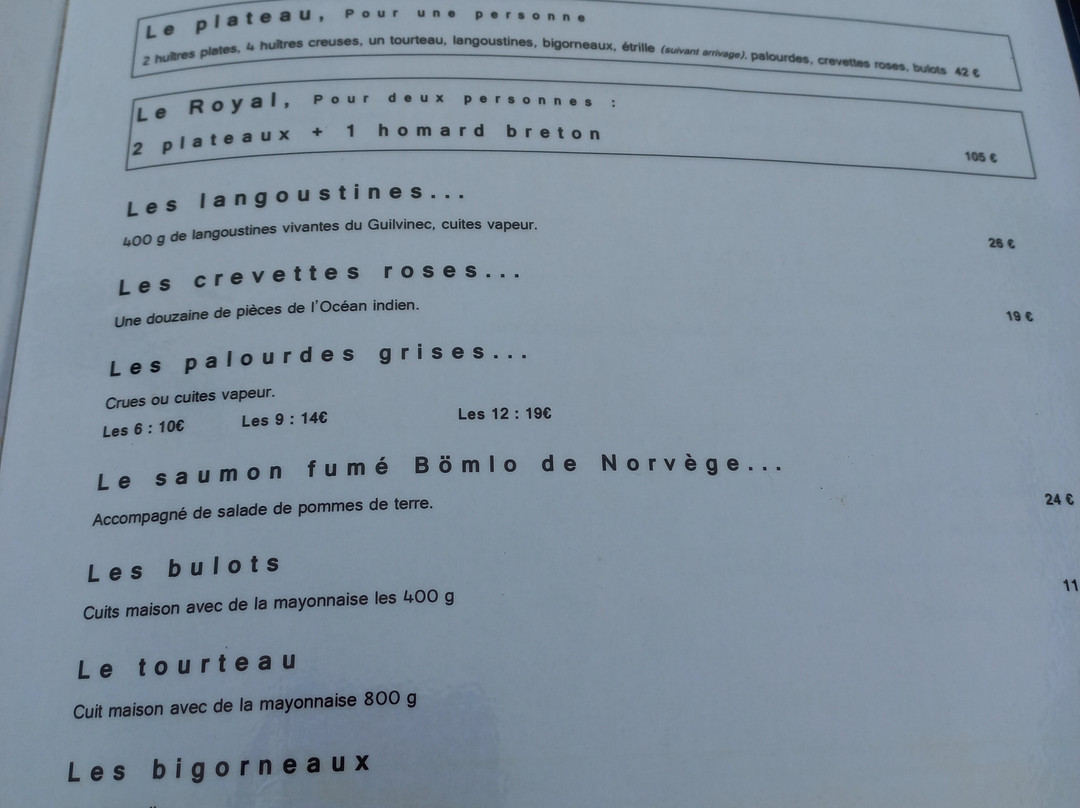 Le plateau, Pour une personne
2 huîtres plates, 4 huîtres creuses, un tourteau, langoustines, bigorneaux, étrille (suivant arrivage), palourdes, crevettes roses, bulots 42 €
Le Royal, Pour deux personnes :
2 plateaux + 1 homard breton 105 €
Les langoustines...
400 g de langoustines vivantes du Guilvinec, cuites vapeur. 26 €
Les crevettes roses...
Une douzaine de pièces de l'Océan indien. 19 €
Les palourdes grises...
Crues ou cuites vapeur.
Les 6 : 10€ Les 9 : 14€ Les 12 : 19€
Le saumon fumé Bömlo de Norvège...
Accompagné de salade de pommes de terre. 24 €
Les bulots
Cuits maison avec de la mayonnaise les 400 g 11
Le tourteau
Cuit maison avec de la mayonnaise 800 g
Les bigorneaux